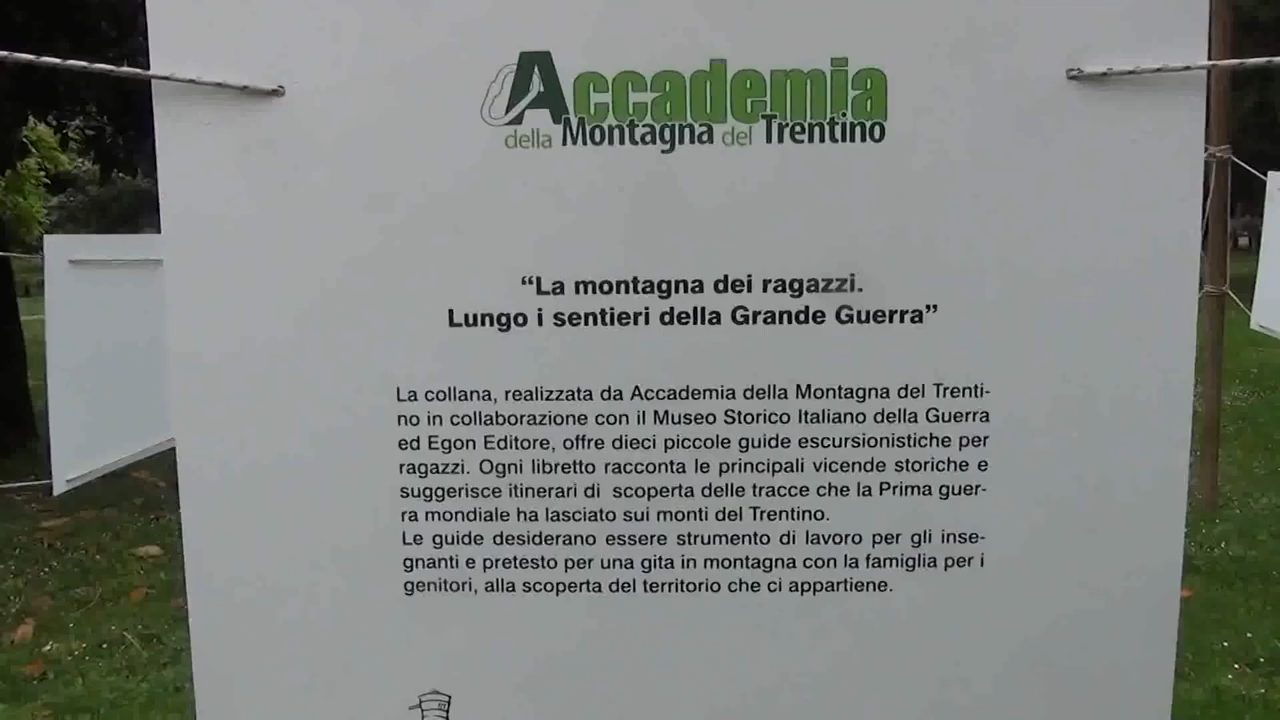 Accademia
della Montagna del Trentino
“La montagna dei ragazzi.
Lungo i sentieri della Grande Guerra”
La collana, realizzata da Accademia della Montagna del Trenti-
no in collaborazione con il Museo Storico Italiano della Guerra
ed Egon Editore, offre dieci piccole guide escursionistiche per
ragazzi. Ogni libretto racconta le principali vicende storiche e
suggerisce itinerari di scoperta delle tracce che la Prima guer-
ra mondiale ha lasciato sui monti del Trentino.
Le guide desiderano essere strumento di lavoro per gli inse-
gnanti e pretesto per una gita in montagna con la famiglia per i
genitori, alla scoperta del territorio che ci appartiene.